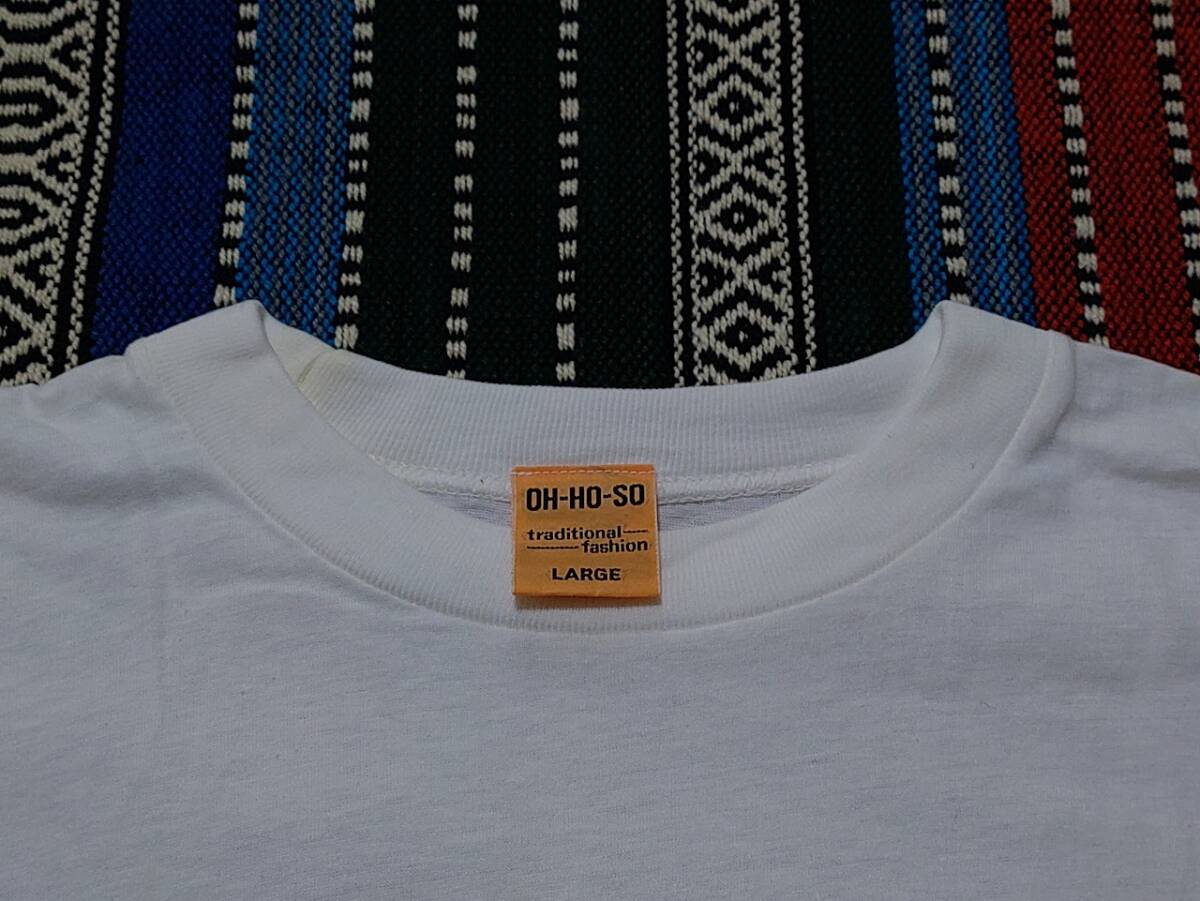 OH-HO-SO
traditional
fashion
LARGE